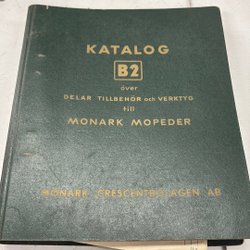 KATALOG
B2
över
DELAR TILLBEHÖR och VERKTYG
till
MONARK MOPEDER
MONARK CRESCENTBOLAGEN AB